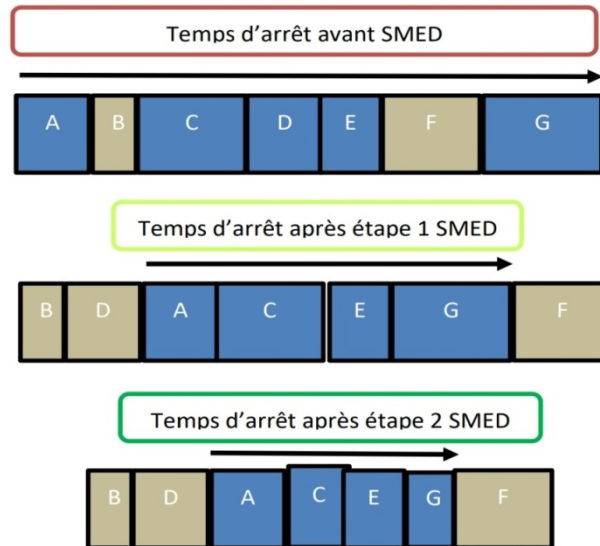 Temps d'arrêt avant SMED
A B C D E F G
Temps d'arrêt après étape 1 SMED
B D A C E G F
Temps d'arrêt après étape 2 SMED
B D A C E G F